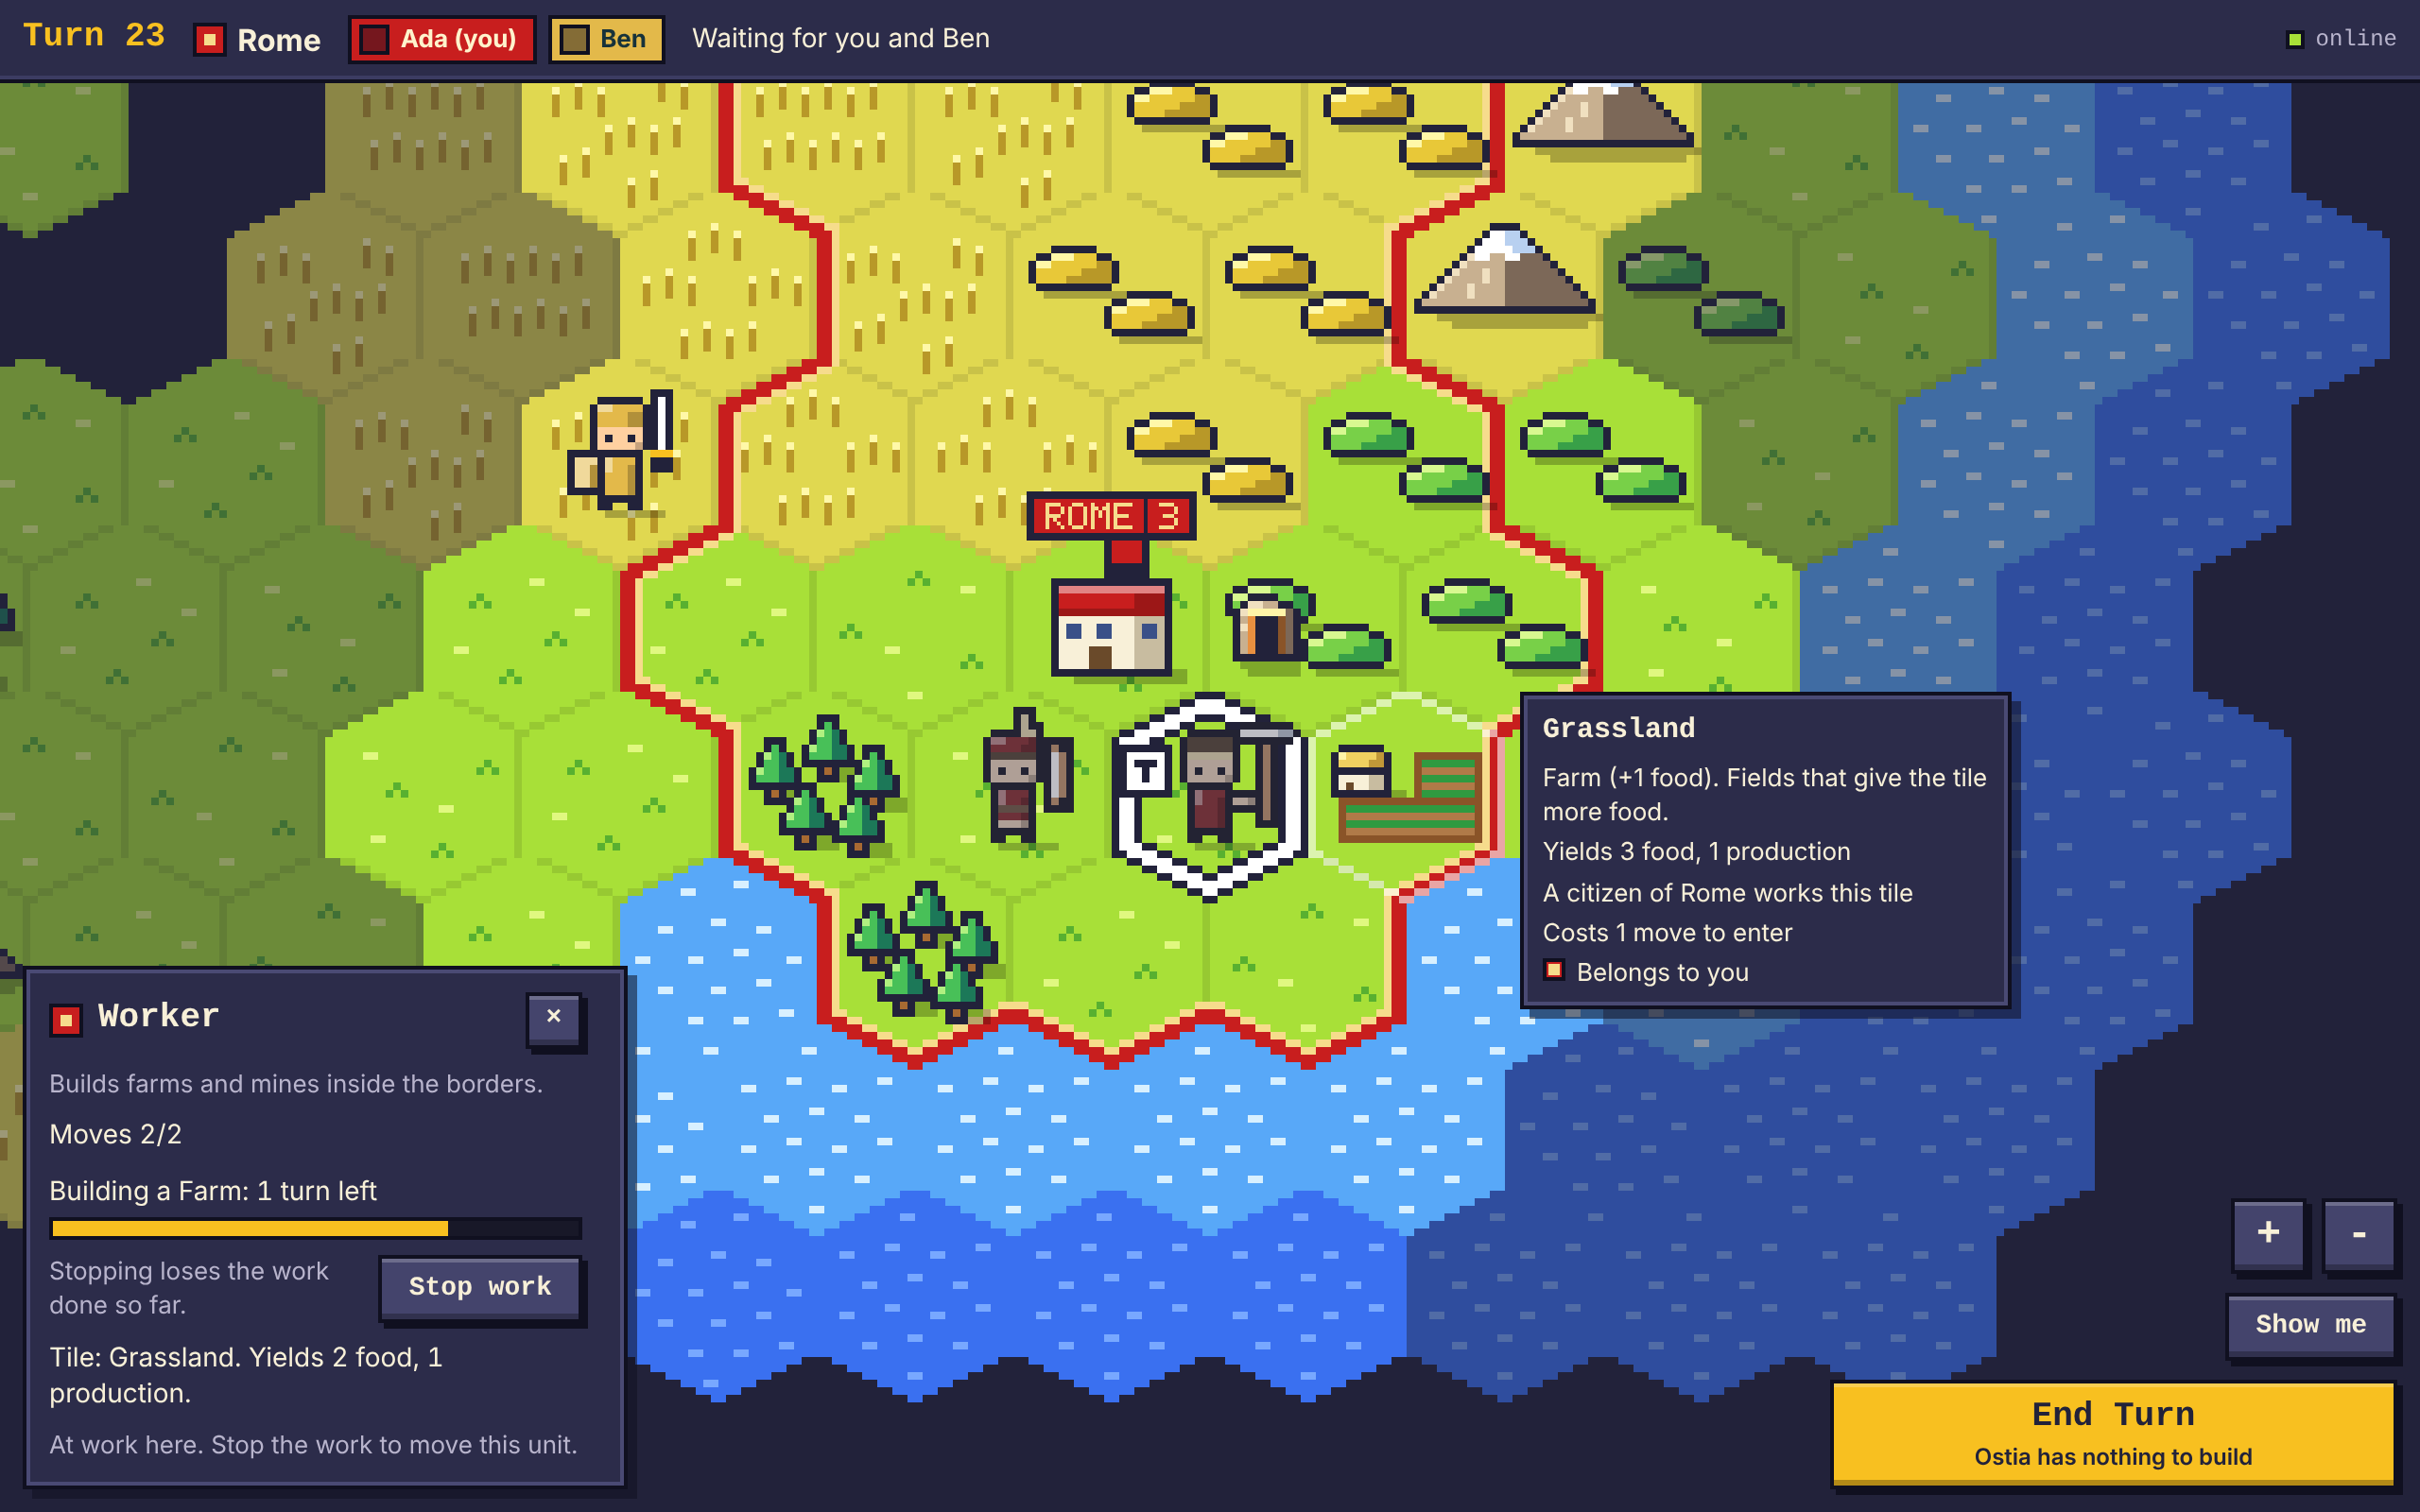 Turn 23
Rome
Ada (you)
Ben
Waiting for you and Ben
online
ROME 3
T
Grassland
Farm (+1 food). Fields that give the tile
more food.
Yields 3 food, 1 production
A citizen of Rome works this tile
Costs 1 move to enter
Belongs to you
Worker
×
Builds farms and mines inside the borders.
Moves 2/2
Building a Farm: 1 turn left
Stopping loses the work
done so far.
Stop work
Tile: Grassland. Yields 2 food, 1
production.
At work here. Stop the work to move this unit.
+ -
Show me
End Turn
Ostia has nothing to build